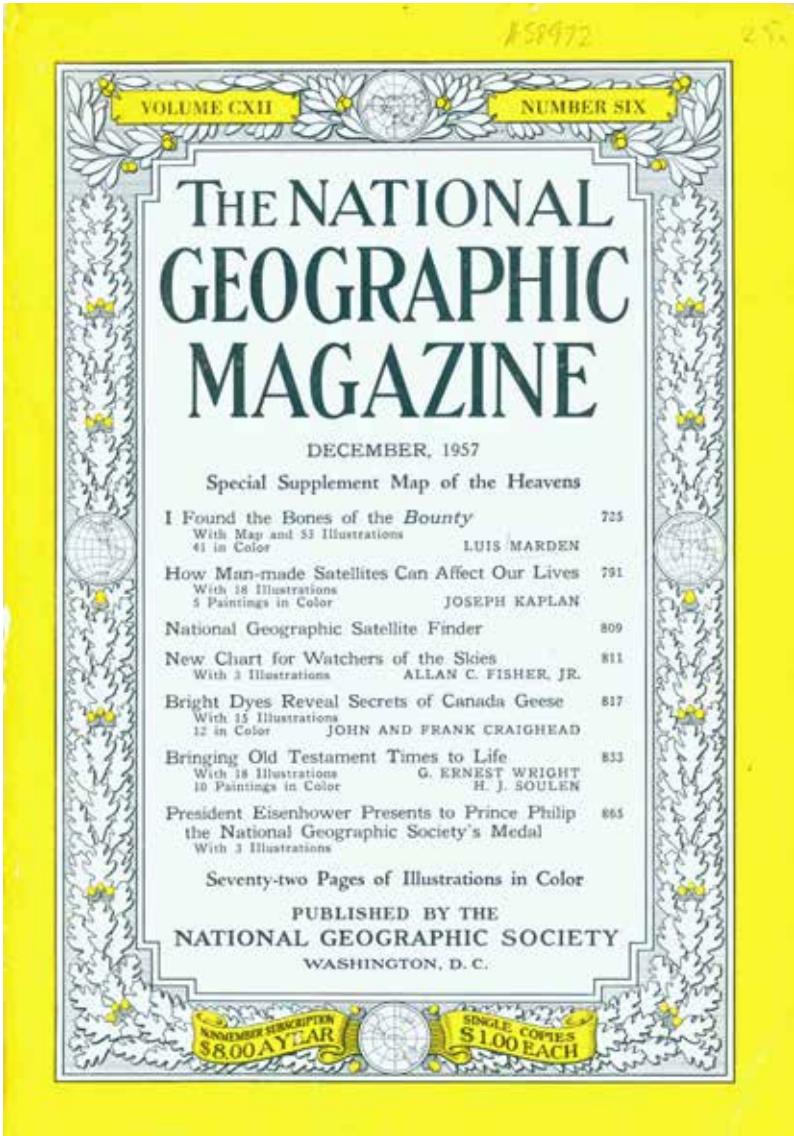 A58972 25.
VOLUME CXII NUMBER SIX
THE NATIONAL
GEOGRAPHIC
MAGAZINE
DECEMBER, 1957
Special Supplement Map of the Heavens
I Found the Bones of the Bounty 725
With Map and 53 Illustrations
41 in Color LUIS MARDEN
How Man-made Satellites Can Affect Our Lives 791
With 18 Illustrations
5 Paintings in Color JOSEPH KAPLAN
National Geographic Satellite Finder 809
New Chart for Watchers of the Skies 811
With 3 Illustrations ALLAN C. FISHER, JR.
Bright Dyes Reveal Secrets of Canada Geese 817
With 15 Illustrations
12 in Color JOHN AND FRANK CRAIGHEAD
Bringing Old Testament Times to Life 833
With 18 Illustrations G. ERNEST WRIGHT
10 Paintings in Color H. J. SOULEN
President Eisenhower Presents to Prince Philip 865
the National Geographic Society's Medal
With 3 Illustrations
Seventy-two Pages of Illustrations in Color
PUBLISHED BY THE
NATIONAL GEOGRAPHIC SOCIETY
WASHINGTON, D. C.
NONMEMBER SUBSCRIPTION
$8.00 A YEAR
SINGLE COPIES
$1.00 EACH